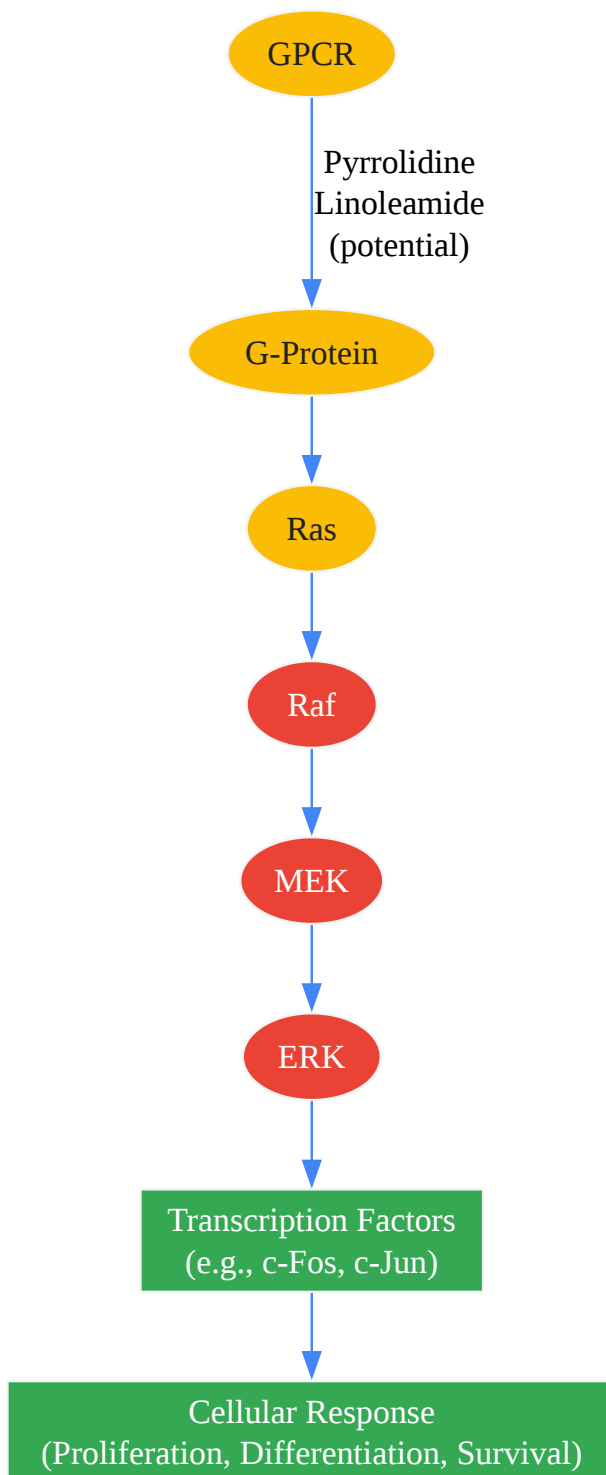 GPCR
Pyrrolidine
Linoleamide
(potential)
G-Protein
Ras
Raf
MEK
ERK
Transcription Factors
(e.g., c-Fos, c-Jun)
Cellular Response
(Proliferation, Differentiation, Survival)